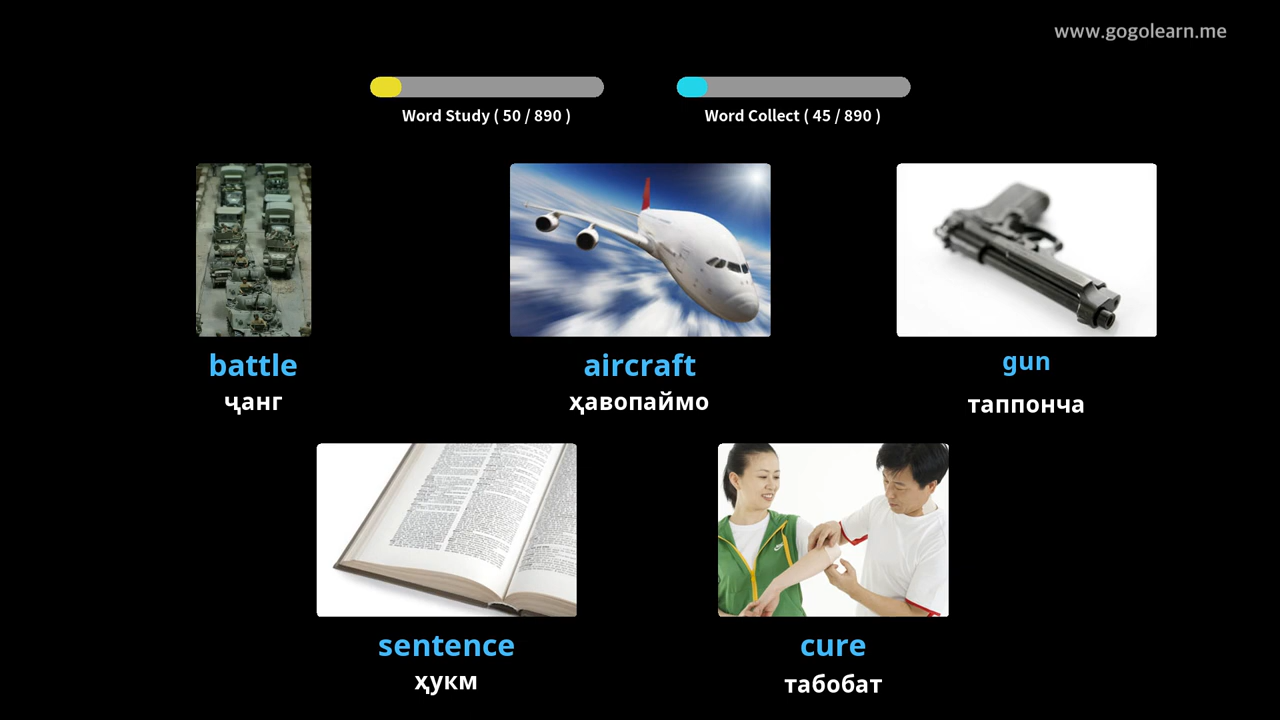 www.gogolearn.me
Word Study ( 50 / 890 )
Word Collect ( 45 / 890 )
battle
ҷанг
aircraft
ҳавопаймо
gun
таппонча
sentence
ҳукм
cure
табобат